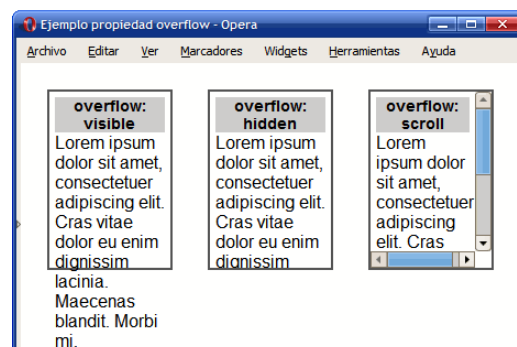 Ejemplo propiedad overflow - Opera
Archivo Editar Ver Marcadores Widgets Herramientas Ayuda
overflow:
visible
Lorem ipsum
dolor sit amet,
consectetuer
adipiscing elit.
Cras vitae
dolor eu enim
dignissim
lacinia.
Maecenas
blandit. Morbi
mi.
overflow:
hidden
Lorem ipsum
dolor sit amet,
consectetuer
adipiscing elit.
Cras vitae
dolor eu enim
dignissim
overflow:
scroll
Lorem
ipsum dolor
sit amet,
consectetuer
adipiscing
elit. Cras